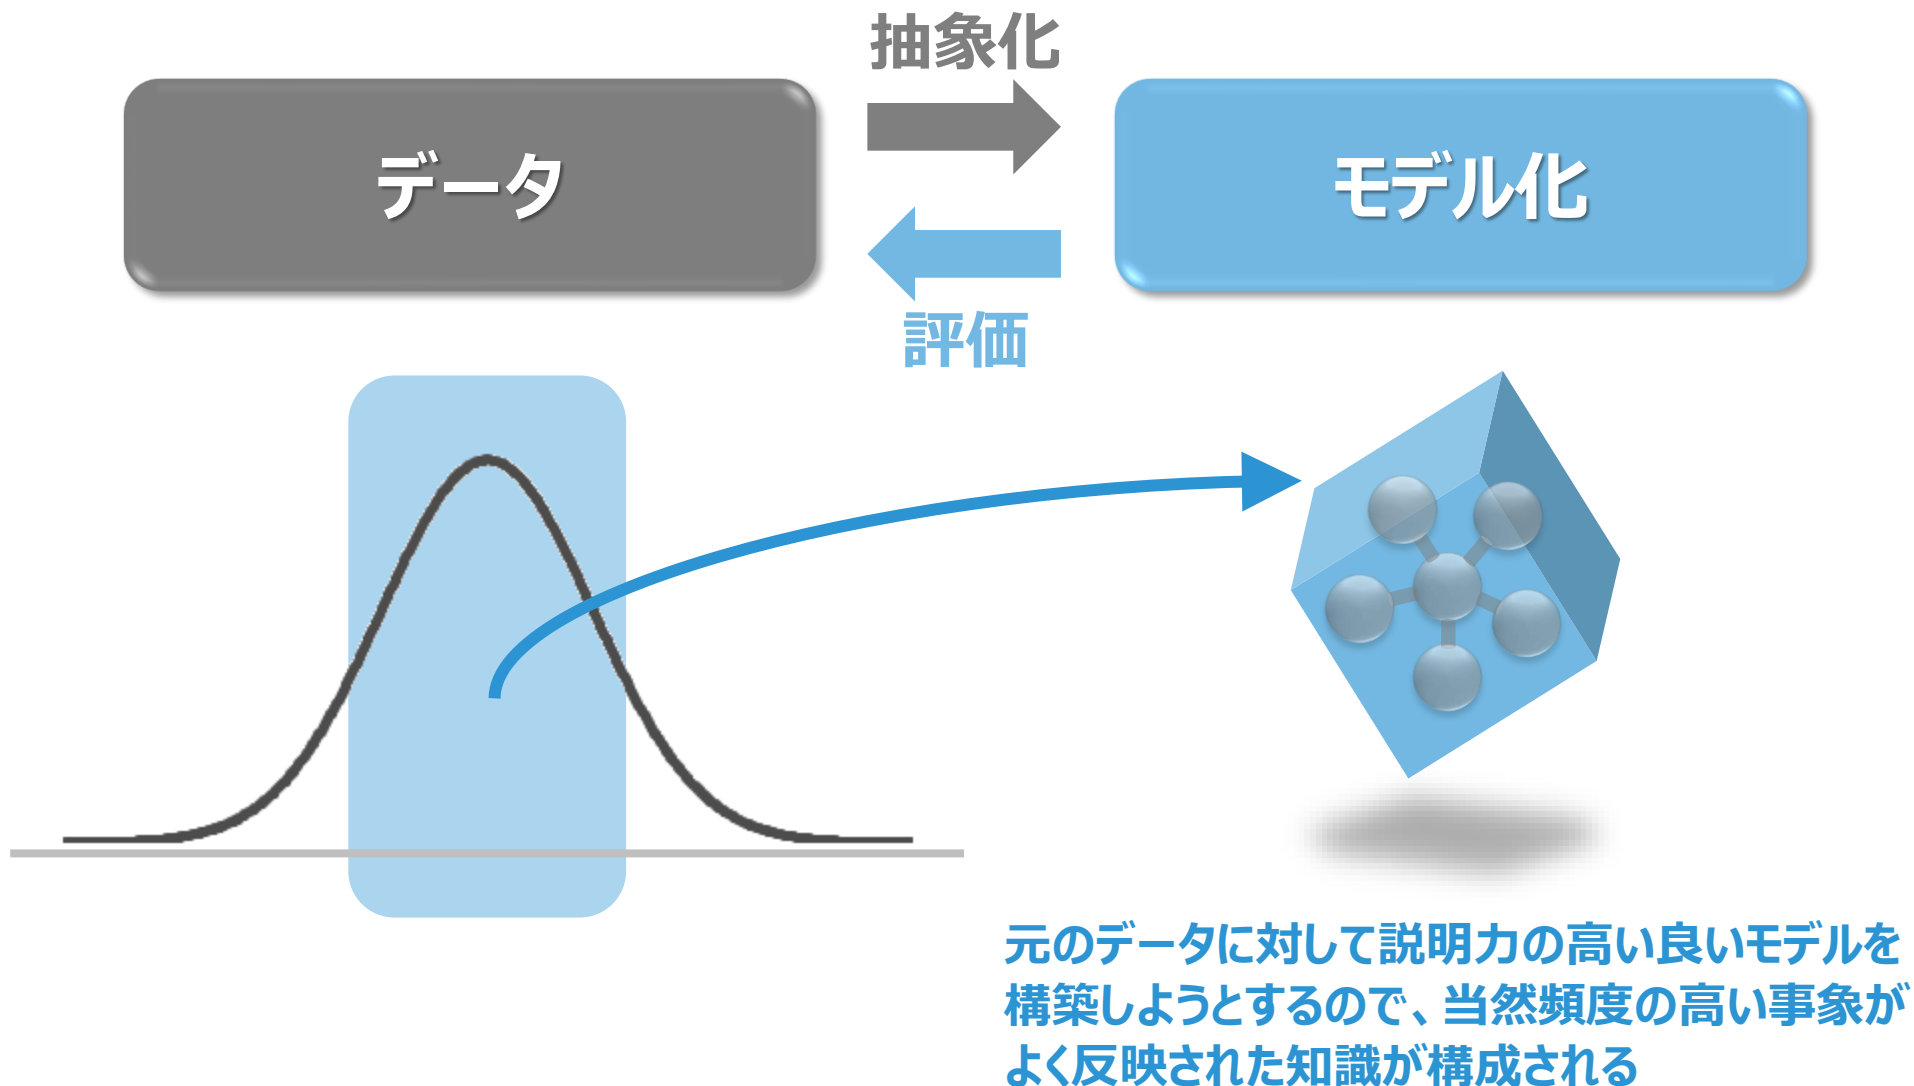 抽象化
データ
モデル化
評価
元のデータに対して説明力の高い良いモデルを
構築しようとするので、当然頻度の高い事象が
よく反映された知識が構成される